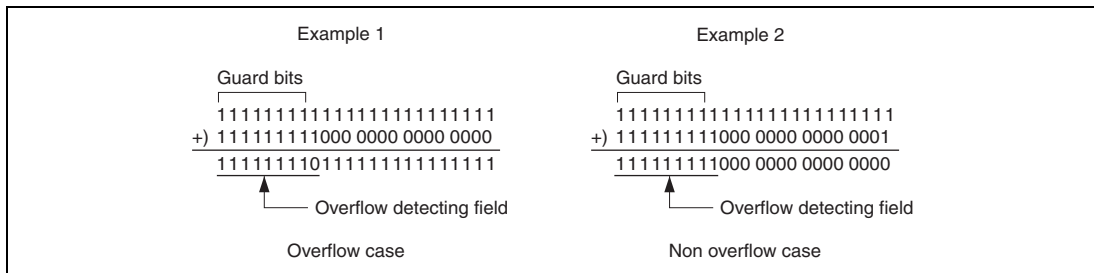 Example 1
Guard bits
111111111111111111111111
+) 111111111000 0000 0000 0000
111111110111111111111111
Overflow detecting field
Overflow case
Example 2
Guard bits
111111111111111111111111
+) 111111111000 0000 0000 0001
111111111000 0000 0000 0000
Overflow detecting field
Non overflow case